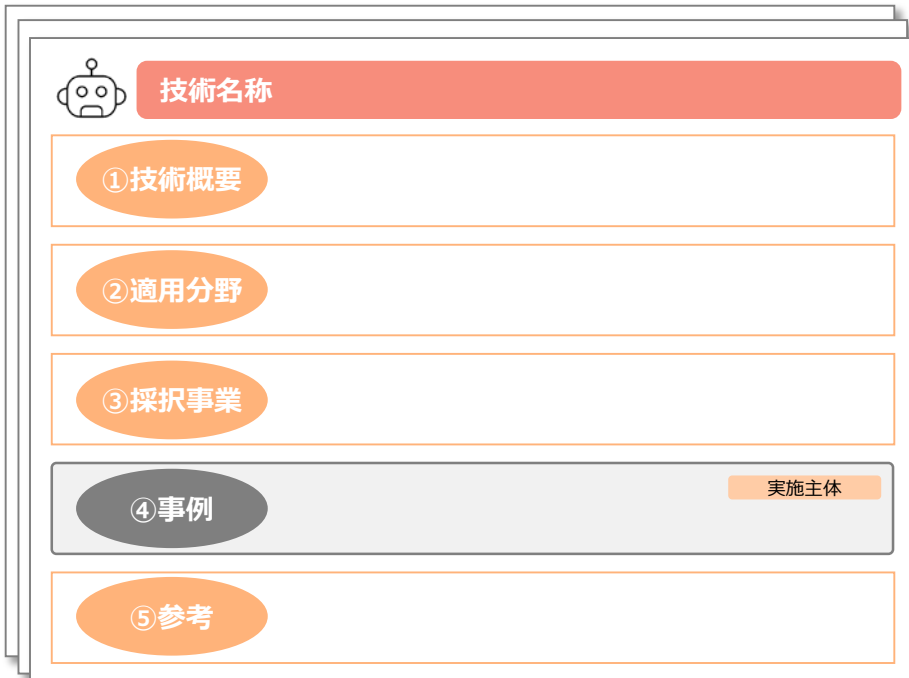 技術名称
①技術概要
②適用分野
③採択事業
④事例
実施主体
⑤参考